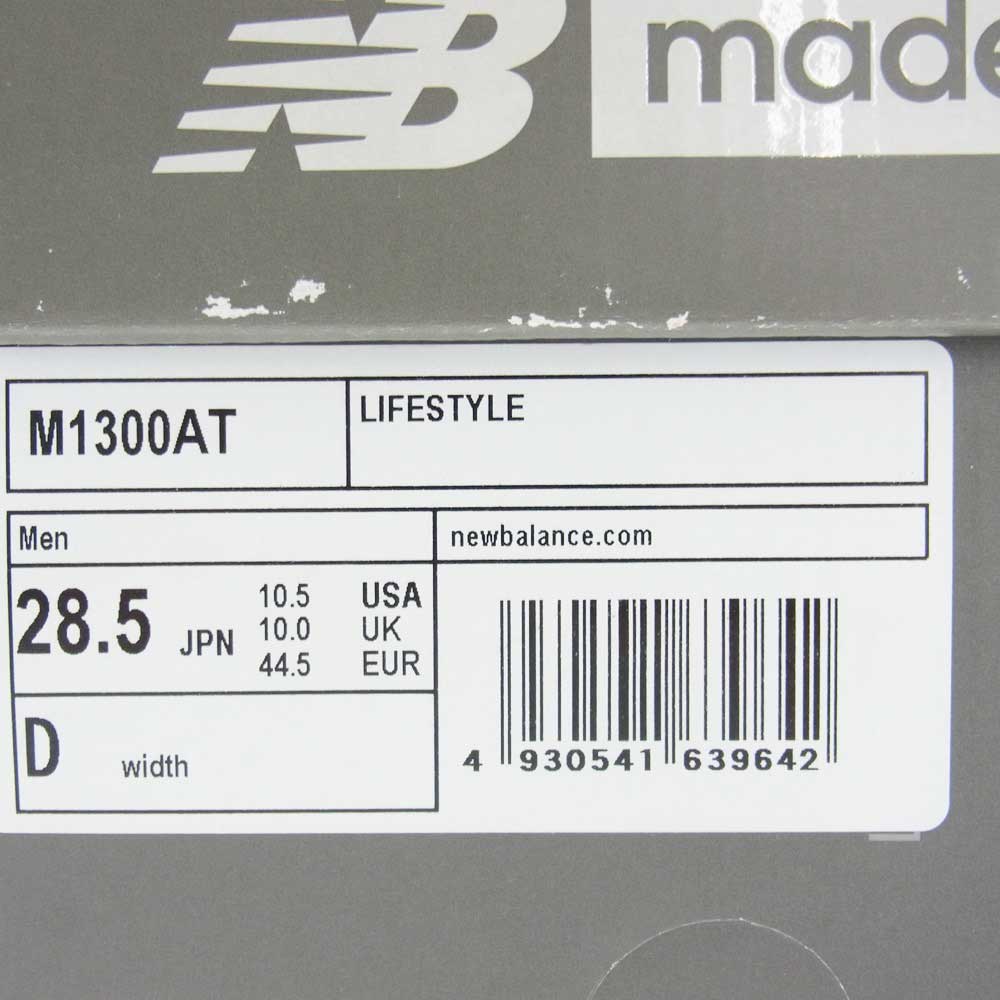 NB made
M1300AT
LIFESTYLE
Men
newbalance.com
28.5 JPN
10.5 USA
10.0 UK
44.5 EUR
D width
4 930541 639642